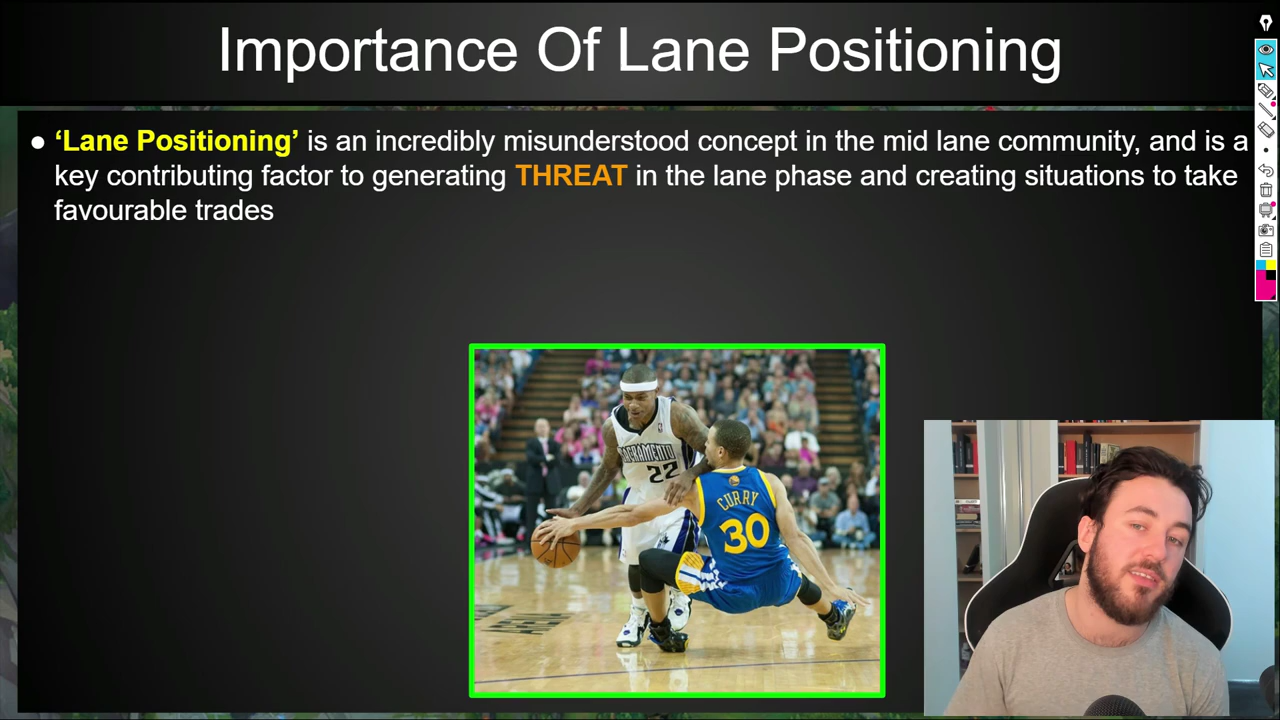 Importance Of Lane Positioning
● ‘Lane Positioning’ is an incredibly misunderstood concept in the mid lane community, and is a
key contributing factor to generating THREAT in the lane phase and creating situations to take
favourable trades
SACRAMENTO
22
CURRY
30